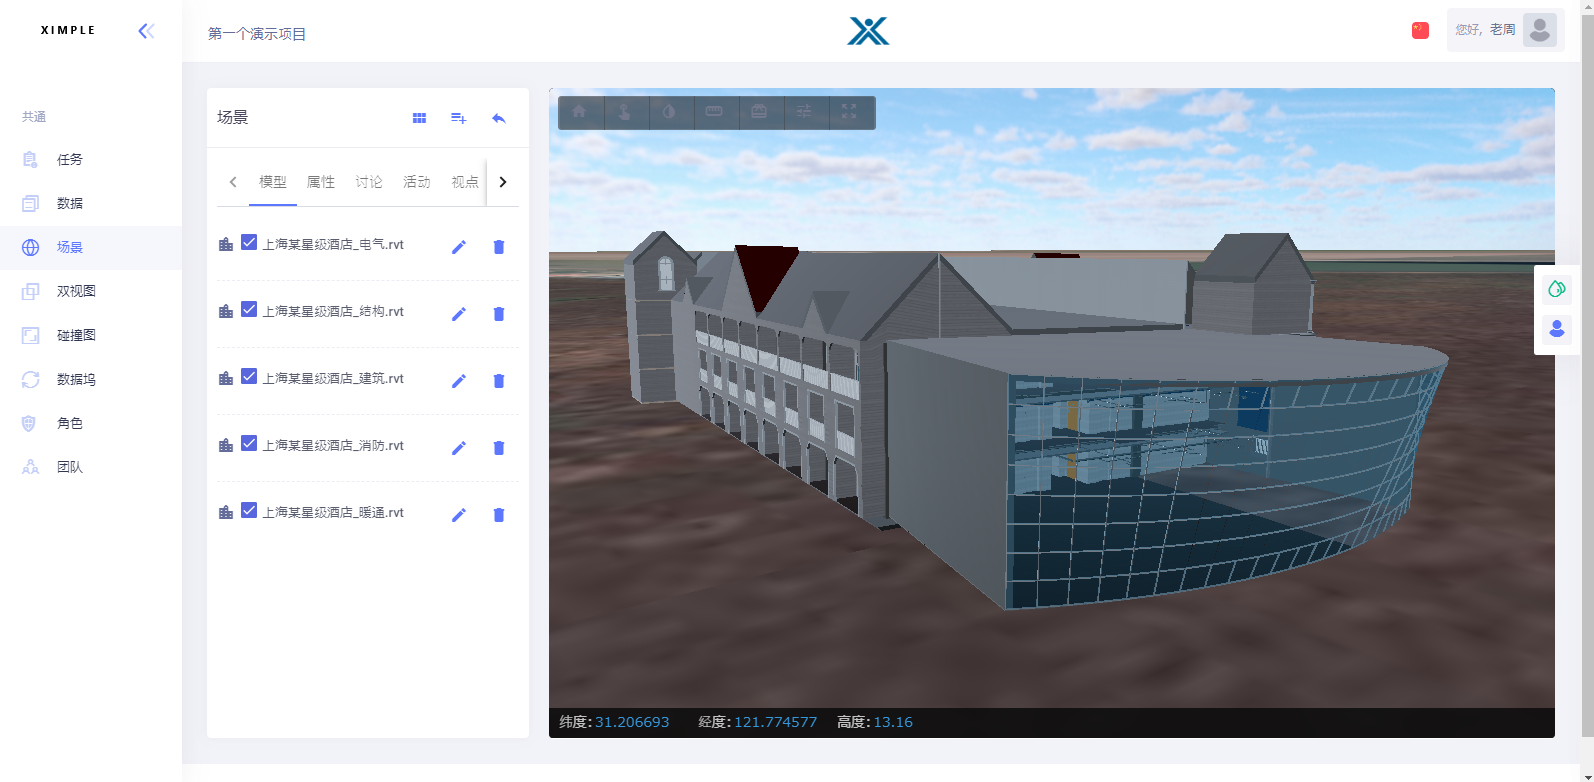 XIMPLE
第一个演示项目
您好, 老周
共通
任务
数据
场景
双视图
碰撞图
数据坞
角色
团队
场景
模型 属性 讨论 活动 视点
上海某星级酒店_电气.rvt
上海某星级酒店_结构.rvt
上海某星级酒店_建筑.rvt
上海某星级酒店_消防.rvt
上海某星级酒店_暖通.rvt
纬度:31.206693 经度:121.774577 高度:13.16